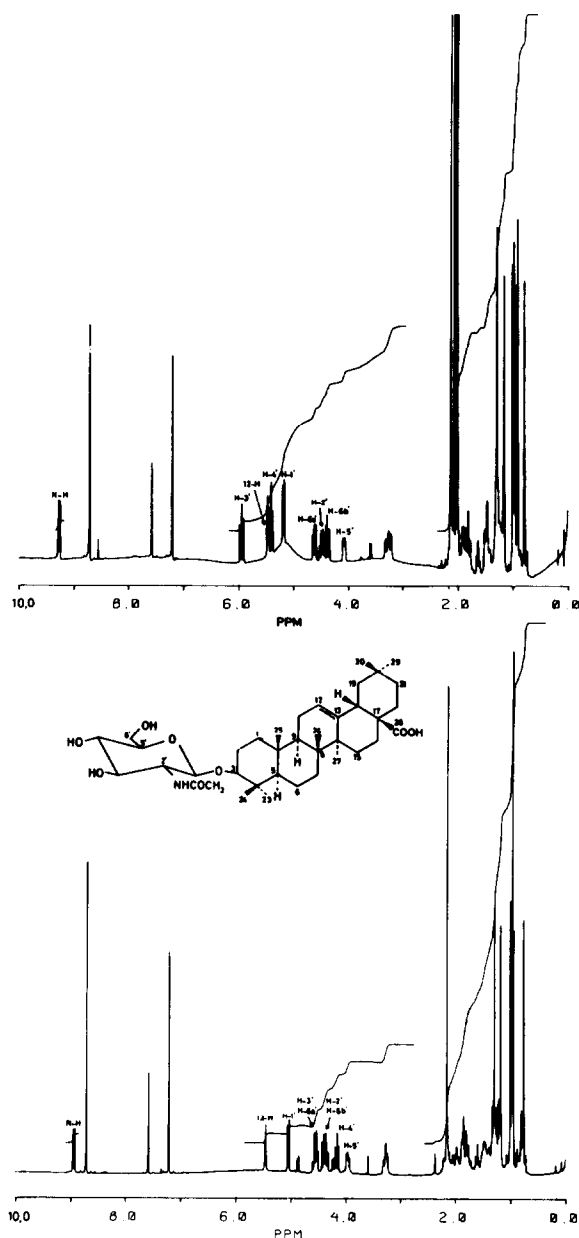 N-H
H-3'
12-H
H-4'
H-1'
H-6a'
H-2'
H-6b'
H-5'
10,0 8.0 6.0 4.0 2.0 0.0
PPM
30 29
19 21
12 13 17
28 COOH
25 26
1 9 27 15
6' OH
HO 5' O
HO 2' O 3 5 6
NHCOCH3
24 23 H
H
H
N-H
12-H
H-1'
H-3'
H-6a'
H-2'
H-6b'
H-4'
H-5'
10,0 8.0 6.0 4.0 2.0 0.0
PPM